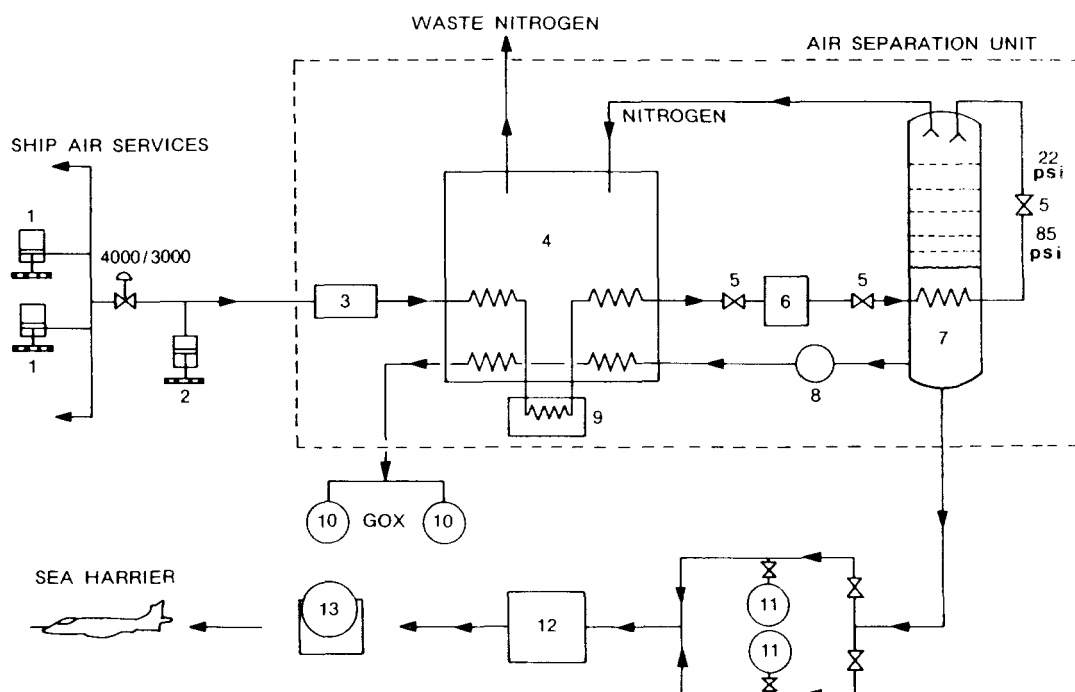 WASTE NITROGEN
AIR SEPARATION UNIT
NITROGEN
SHIP AIR SERVICES
22
psi
1
4
5
4000/3000
85
psi
5
5
3
6
1
7
2
8
9
10
GOX
10
SEA HARRIER
13
12
11
11